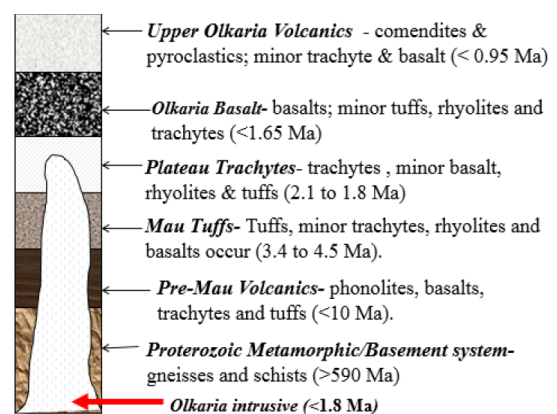 Upper Olkaria Volcanics - comendites &
pyroclastics; minor trachyte & basalt (< 0.95 Ma)
Olkaria Basalt- basalts; minor tuffs, rhyolites and
trachytes (<1.65 Ma)
Plateau Trachytes- trachytes , minor basalt,
rhyolites & tuffs (2.1 to 1.8 Ma)
Mau Tuffs- Tuffs, minor trachytes, rhyolites and
basalts occur (3.4 to 4.5 Ma).
Pre-Mau Volcanics- phonolites, basalts,
trachytes and tuffs (<10 Ma).
Proterozoic Metamorphic/Basement system-
gneisses and schists (>590 Ma)
Olkaria intrusive (<1.8 Ma)